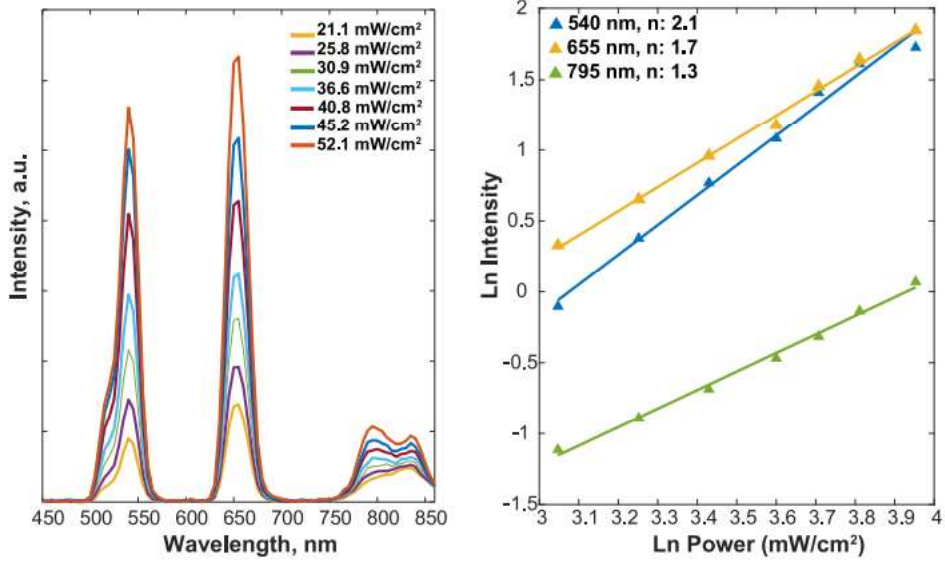 21.1 mW/cm²
25.8 mW/cm²
30.9 mW/cm²
36.6 mW/cm²
40.8 mW/cm²
45.2 mW/cm²
52.1 mW/cm²
Intensity, a.u.
450 500 550 600 650 700 750 800 850
Wavelength, nm
540 nm, n: 2.1
655 nm, n: 1.7
795 nm, n: 1.3
Ln Intensity
2
1.5
1
0.5
0
-0.5
-1
-1.5
3 3.1 3.2 3.3 3.4 3.5 3.6 3.7 3.8 3.9 4
Ln Power (mW/cm²)